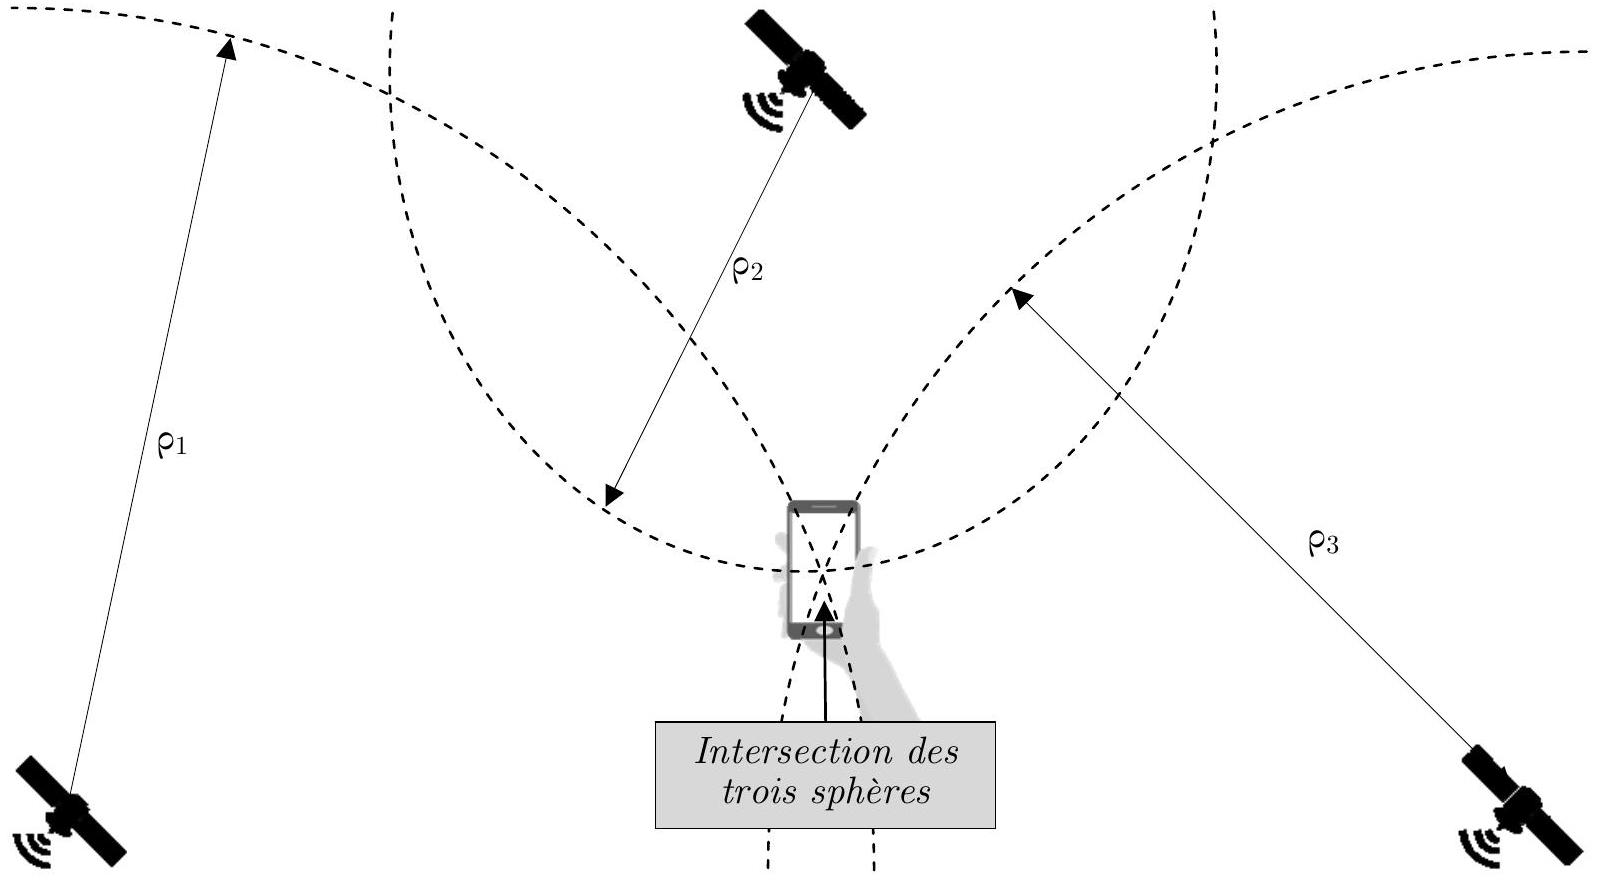 ρ2
ρ1
ρ3
Intersection des
trois sphères